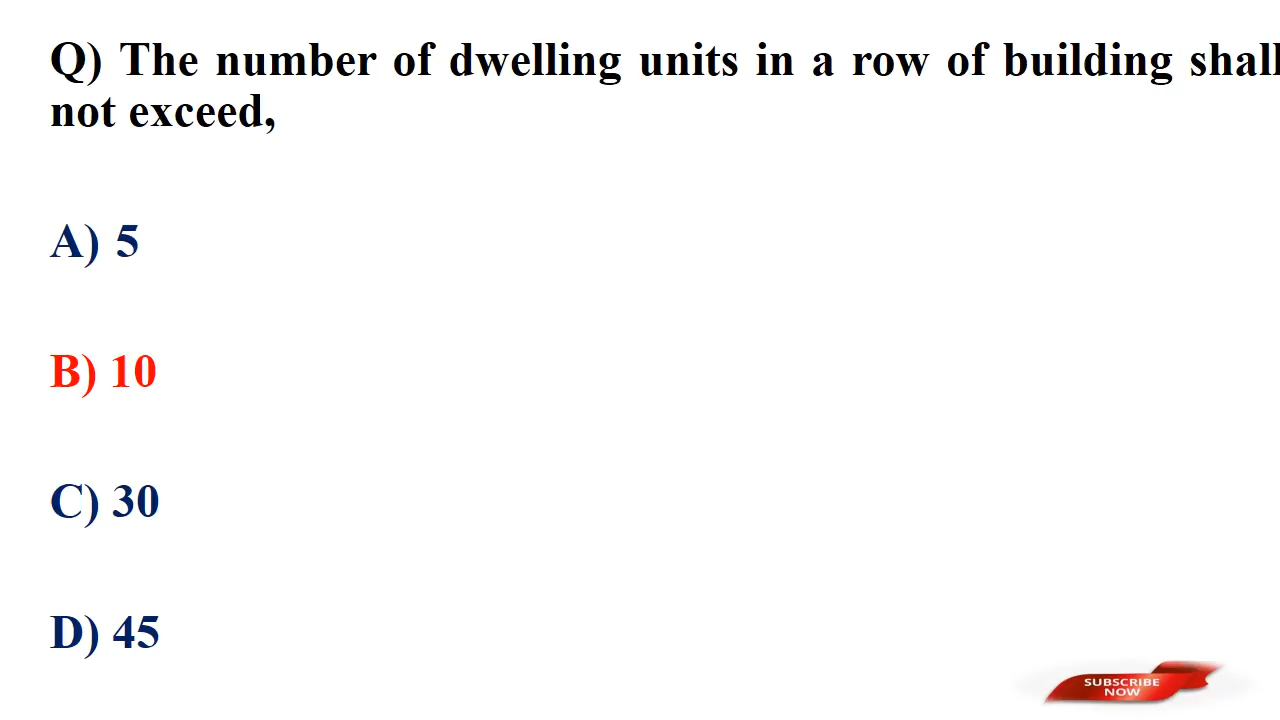 Q) The number of dwelling units in a row of building shall
not exceed,
A) 5
B) 10
C) 30
D) 45
SUBSCRIBE
NOW